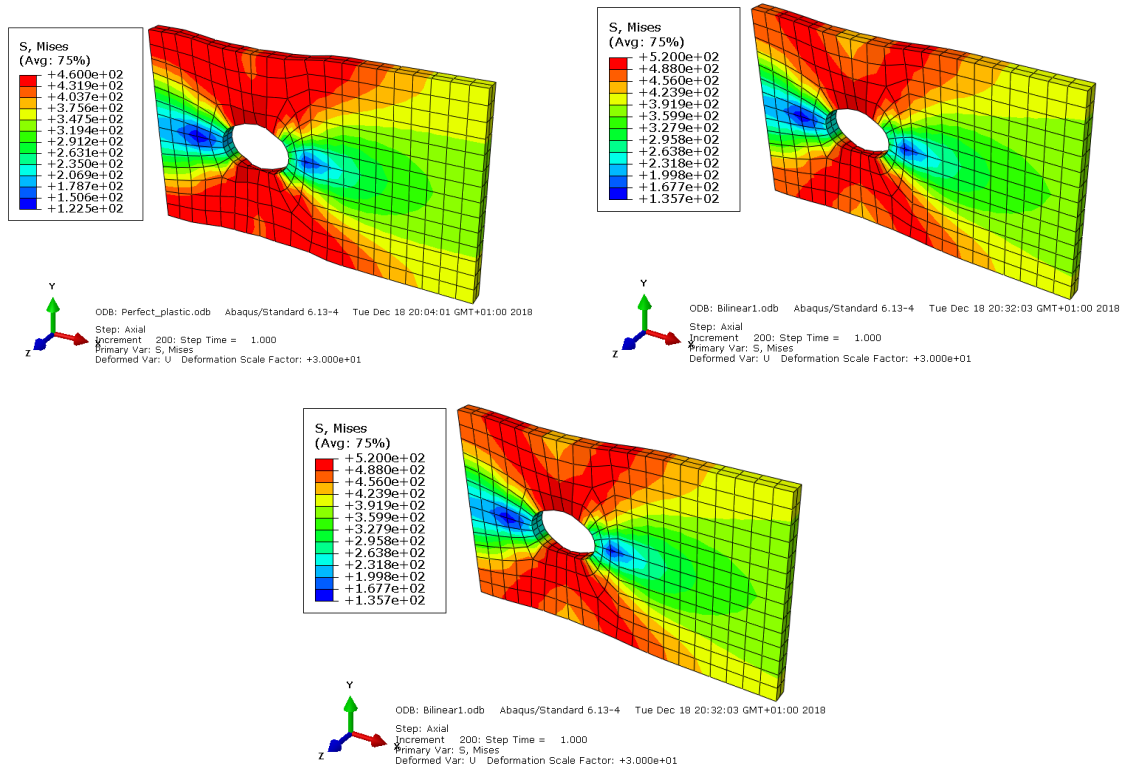 S, Mises
(Avg: 75%)
+4.600e+02
+4.319e+02
+4.037e+02
+3.756e+02
+3.475e+02
+3.194e+02
+2.912e+02
+2.631e+02
+2.350e+02
+2.069e+02
+1.787e+02
+1.506e+02
+1.225e+02
Y
X
Z
ODB: Perfect_plastic.odb Abaqus/Standard 6.13-4 Tue Dec 18 20:04:01 GMT+01:00 2018
Step: Axial
Increment 200: Step Time = 1.000
Primary Var: S, Mises
Deformed Var: U Deformation Scale Factor: +3.000e+01
S, Mises
(Avg: 75%)
+5.200e+02
+4.880e+02
+4.560e+02
+4.239e+02
+3.919e+02
+3.599e+02
+3.279e+02
+2.958e+02
+2.638e+02
+2.318e+02
+1.998e+02
+1.677e+02
+1.357e+02
Y
X
Z
ODB: Bilinear1.odb Abaqus/Standard 6.13-4 Tue Dec 18 20:32:03 GMT+01:00 2018
Step: Axial
Increment 200: Step Time = 1.000
Primary Var: S, Mises
Deformed Var: U Deformation Scale Factor: +3.000e+01
S, Mises
(Avg: 75%)
+5.200e+02
+4.880e+02
+4.560e+02
+4.239e+02
+3.919e+02
+3.599e+02
+3.279e+02
+2.958e+02
+2.638e+02
+2.318e+02
+1.998e+02
+1.677e+02
+1.357e+02
Y
X
Z
ODB: Bilinear1.odb Abaqus/Standard 6.13-4 Tue Dec 18 20:32:03 GMT+01:00 2018
Step: Axial
Increment 200: Step Time = 1.000
Primary Var: S, Mises
Deformed Var: U Deformation Scale Factor: +3.000e+01